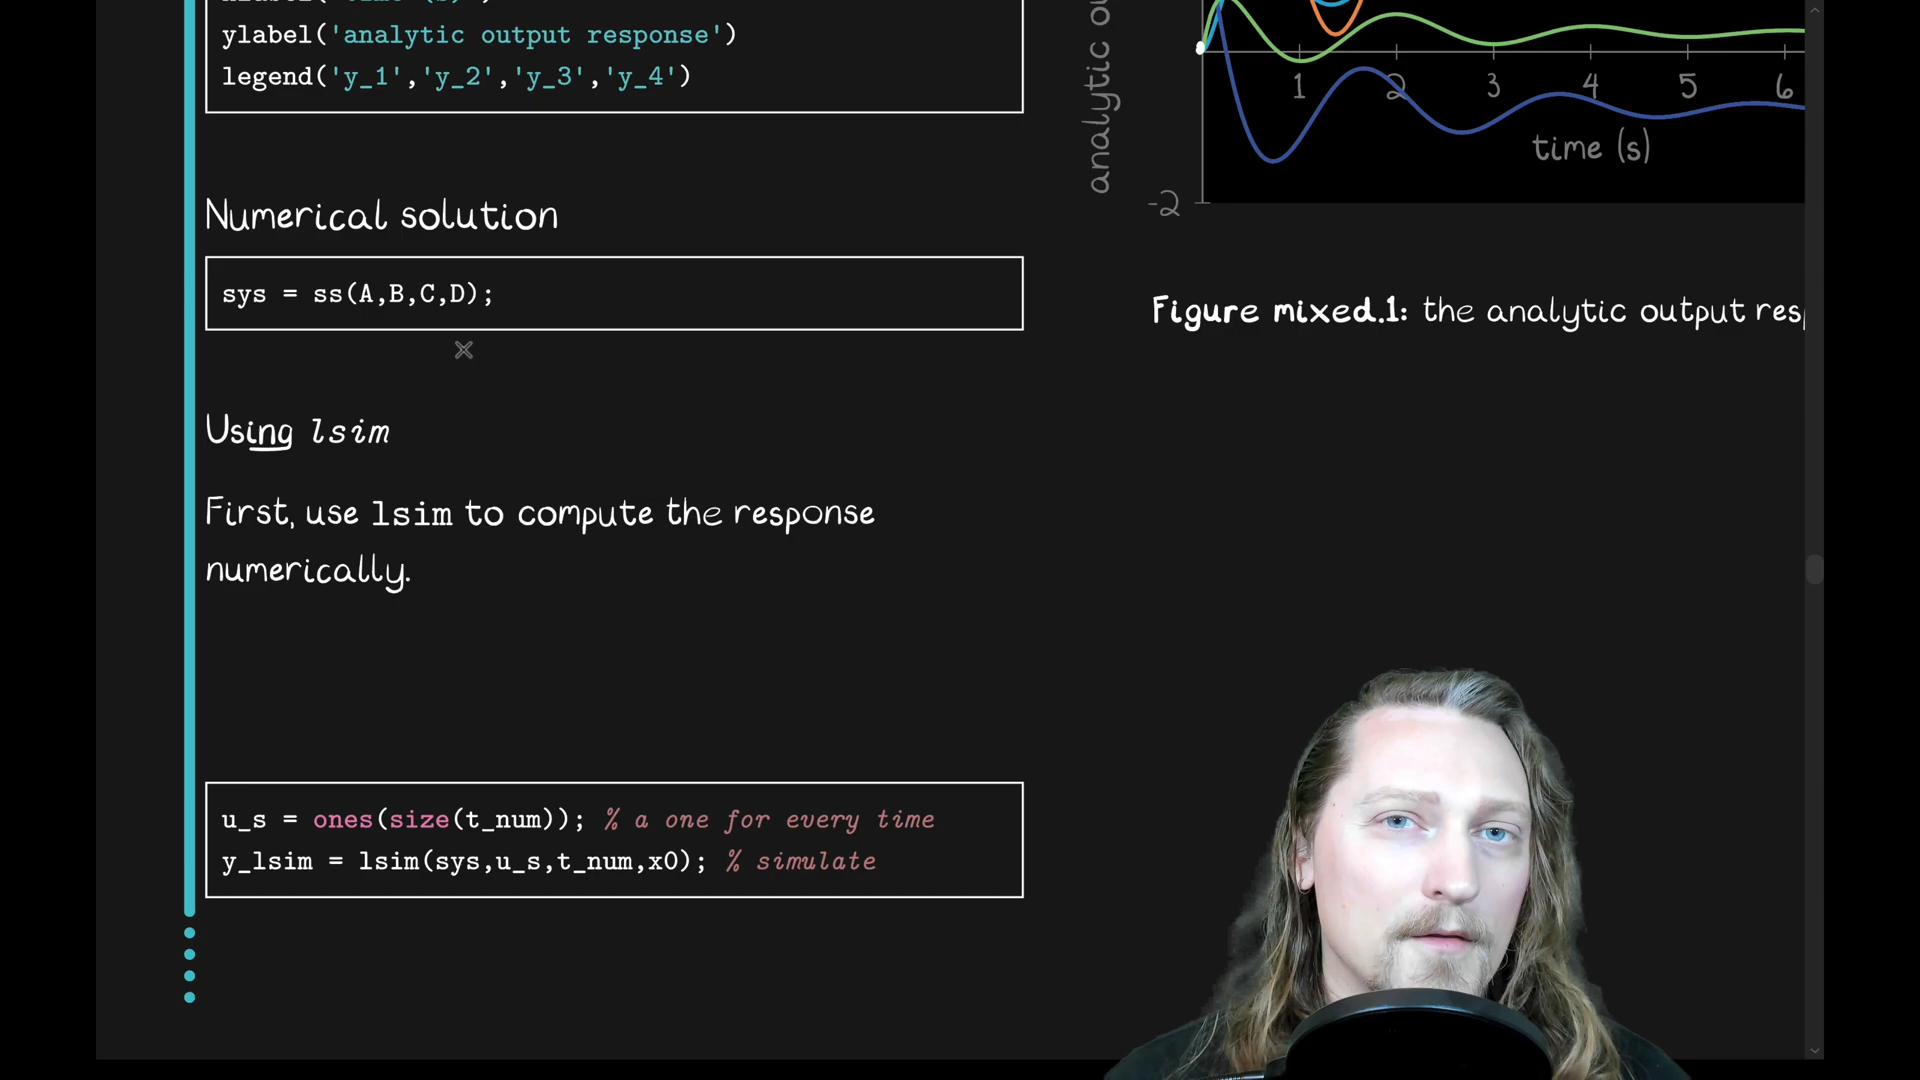 ylabel('analytic output response')
legend('y_1','y_2','y_3','y_4')
Numerical solution
sys = ss(A,B,C,D);
Using lsim
First, use lsim to compute the response
numerically.
u_s = ones(size(t_num)); % a one for every time
y_lsim = lsim(sys,u_s,t_num,x0); % simulate
analytic
1 2 3 4 5 6
time (s)
-2
Figure mixed.1: the analytic output